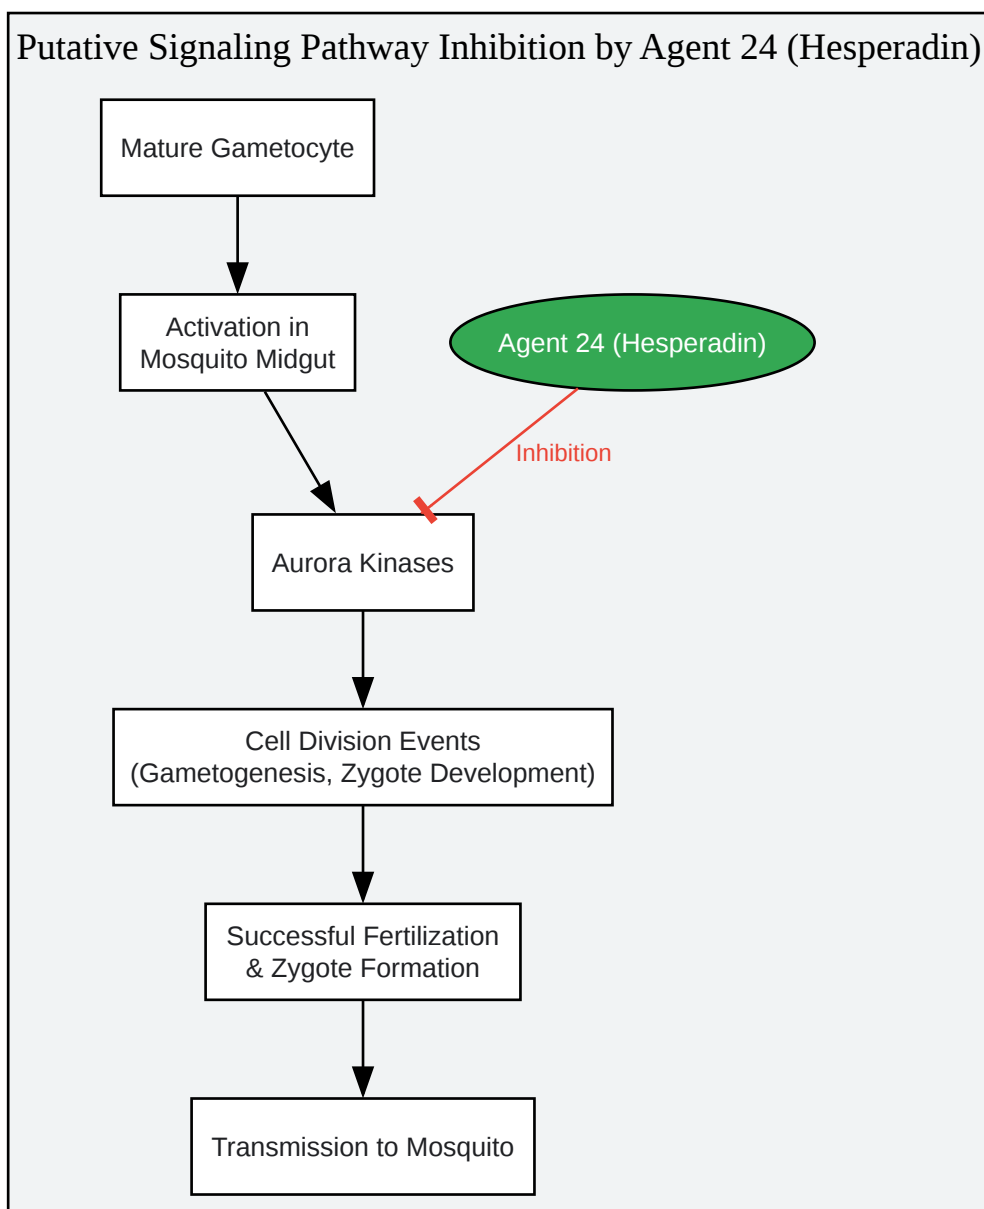 Putative Signaling Pathway Inhibition by Agent 24 (Hesperadin)
Mature Gametocyte
Activation in
Mosquito Midgut
Agent 24 (Hesperadin)
Inhibition
Aurora Kinases
Cell Division Events
(Gametogenesis, Zygote Development)
Successful Fertilization
& Zygote Formation
Transmission to Mosquito